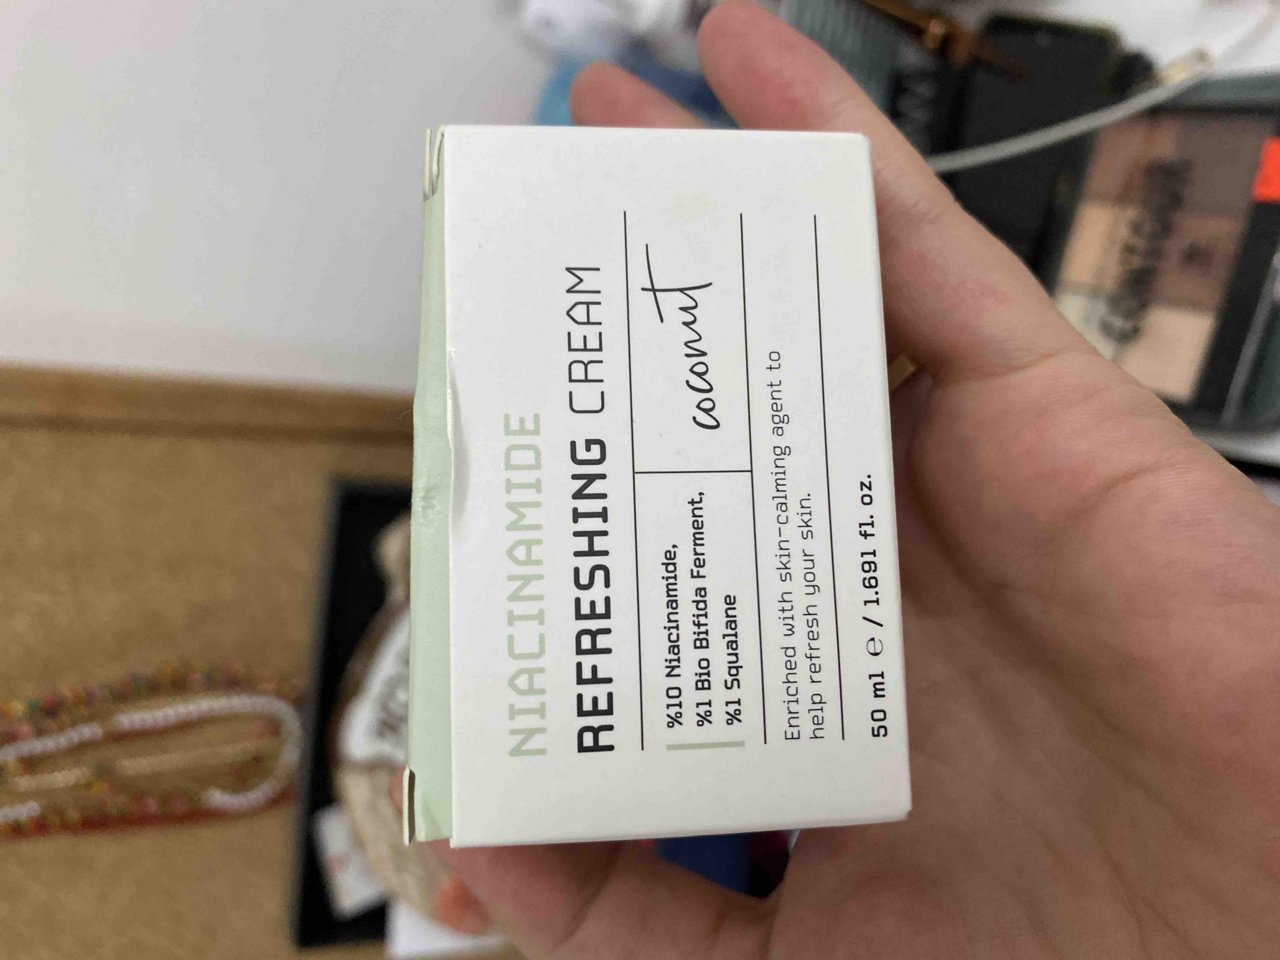 NIACINAMIDE
REFRESHING CREAM
%10 Niacinamide,
%1 Bio Bifida Ferment,
%1 Squalane
coconut
Enriched with skin-calming agent to
help refresh your skin.
50 ml e / 1.691 fl. oz.
CONTOUR